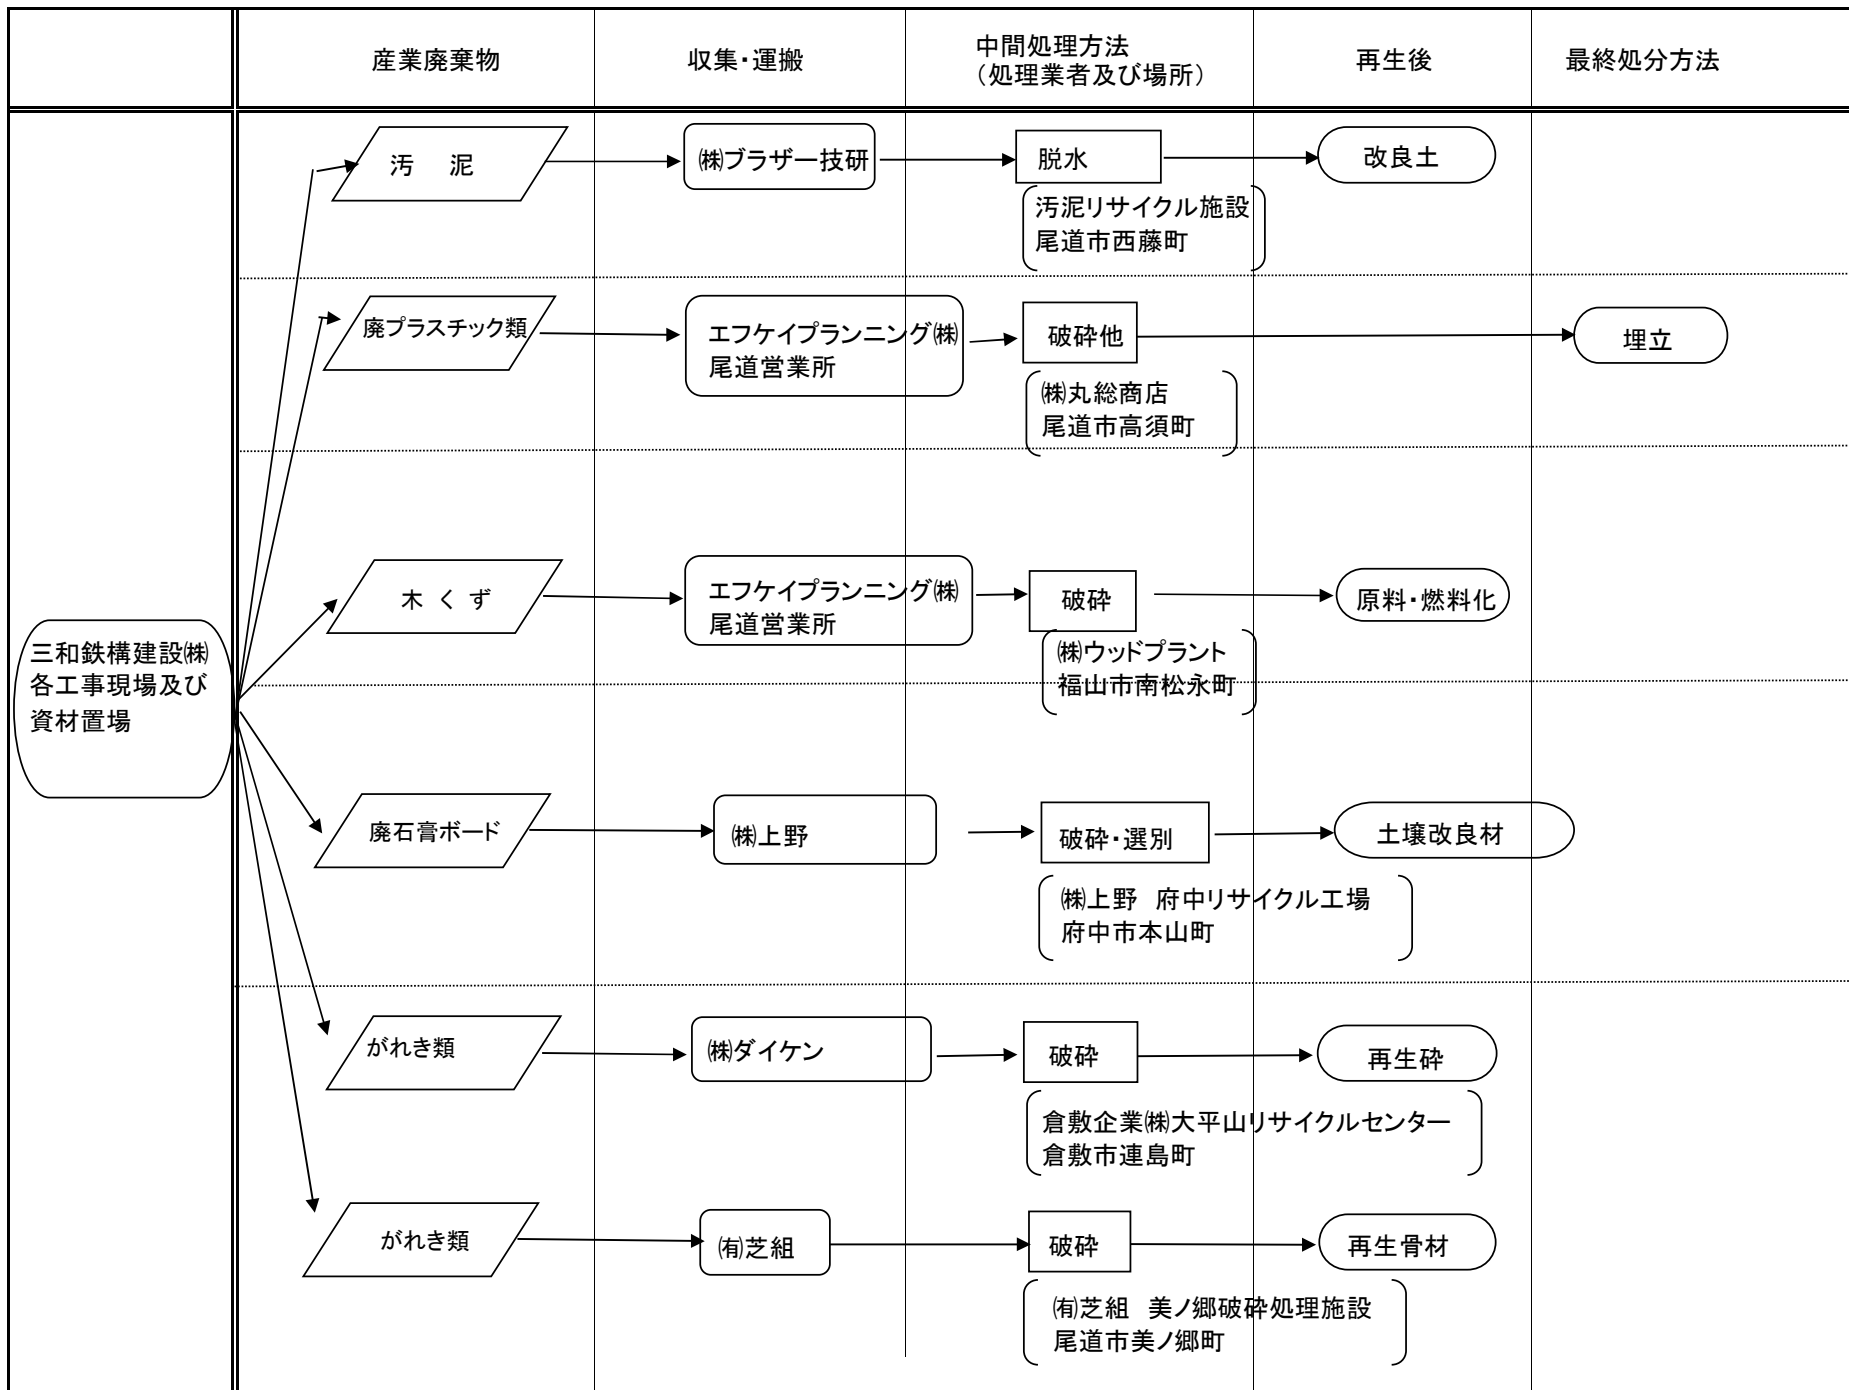 産業廃棄物
収集・運搬
中間処理方法
（処理業者及び場所）
再生後
最終処分方法
三和鉄構建設㈱
各工事現場及び
資材置場
汚　泥
㈱ブラザー技研
脱水
改良土
汚泥リサイクル施設
尾道市西藤町
廃プラスチック類
エフケイプランニング㈱
尾道営業所
破砕他
埋立
㈱丸総商店
尾道市高須町
木 く ず
エフケイプランニング㈱
尾道営業所
破砕
原料・燃料化
㈱ウッドプラント
福山市南松永町
廃石膏ボード
㈱上野
破砕・選別
土壌改良材
㈱上野　府中リサイクル工場
府中市本山町
がれき類
㈱ダイケン
破砕
再生砕
倉敷企業㈱大平山リサイクルセンター
倉敷市連島町
がれき類
㈲芝組
破砕
再生骨材
㈲芝組　美ノ郷破砕処理施設
尾道市美ノ郷町